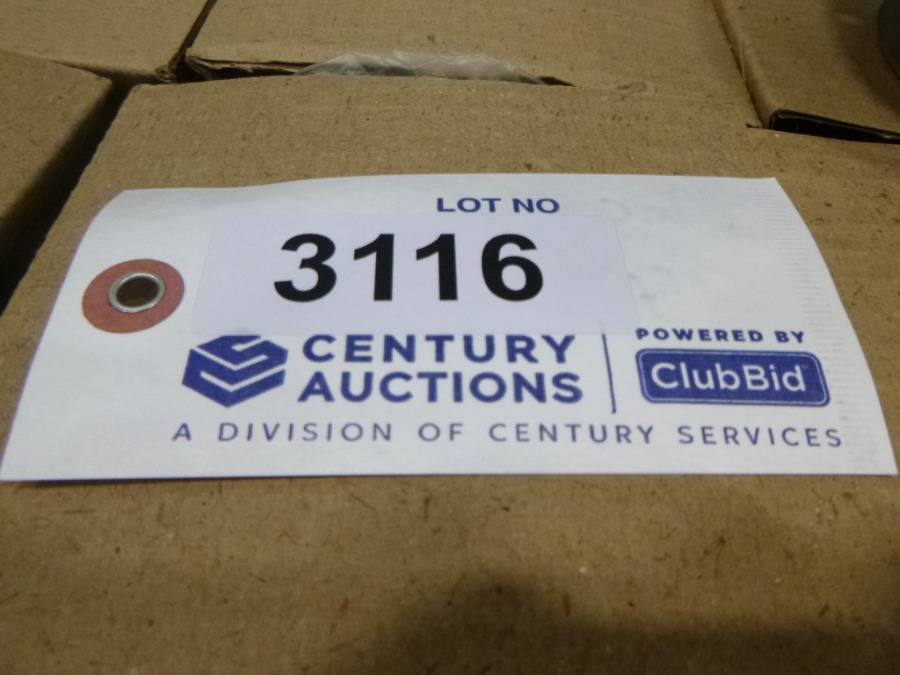 LOT NO
3116
CENTURY AUCTIONS
POWERED BY
ClubBid
A DIVISION OF CENTURY SERVICES